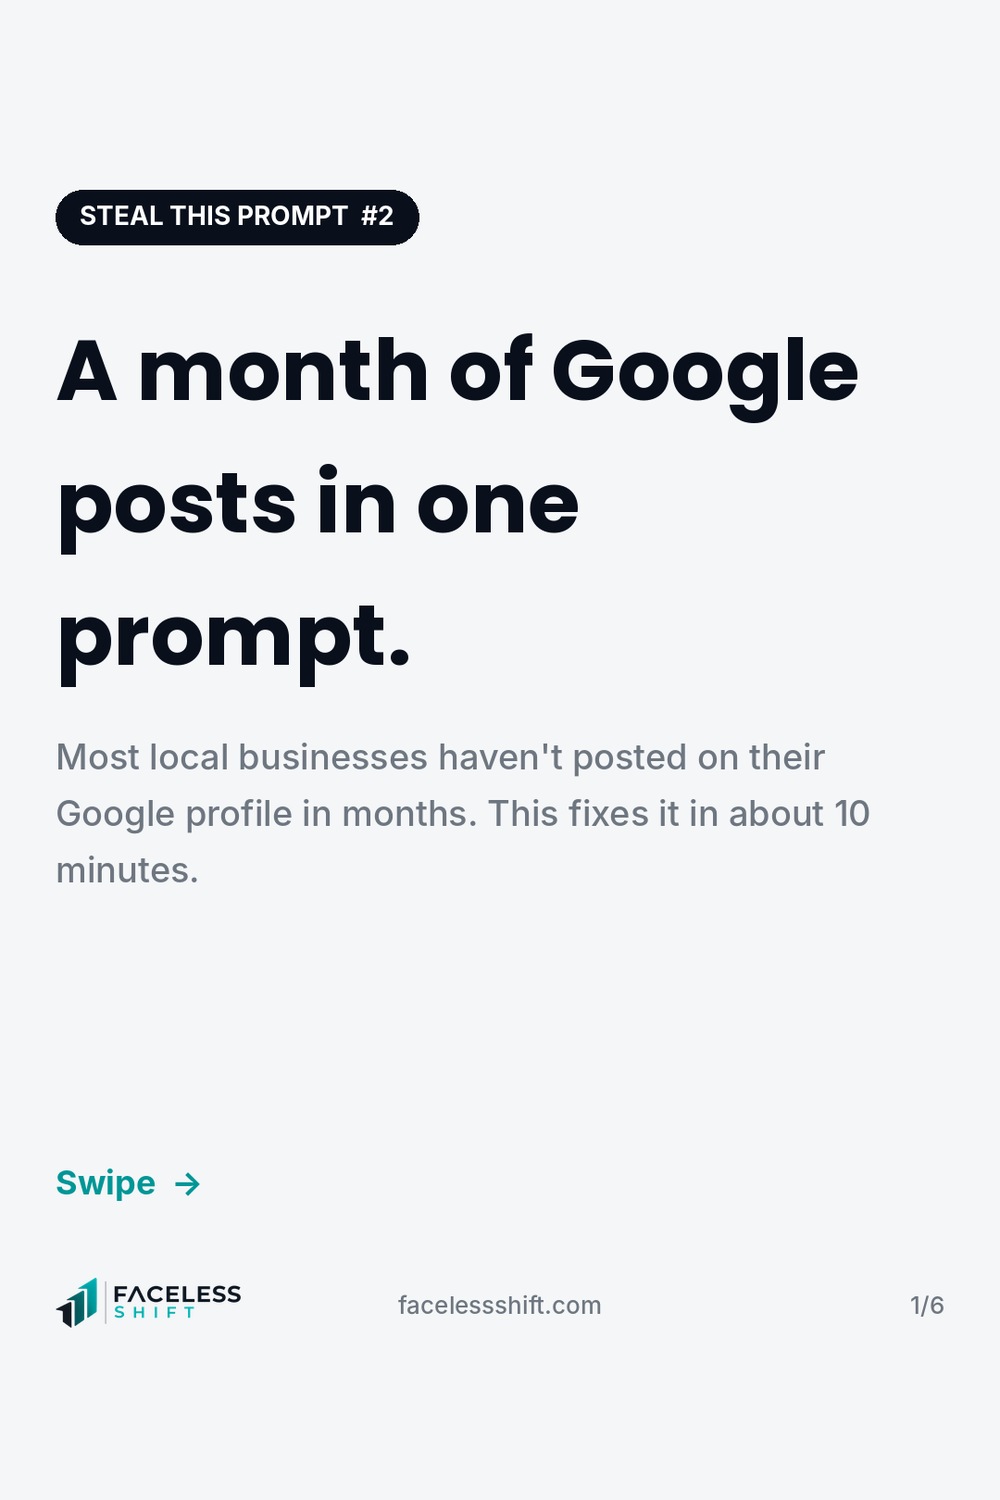 STEAL THIS PROMPT #2
A month of Google
posts in one
prompt.
Most local businesses haven't posted on their
Google profile in months. This fixes it in about 10
minutes.
Swipe →
FACELESS
SHIFT
facelessshift.com
1/6